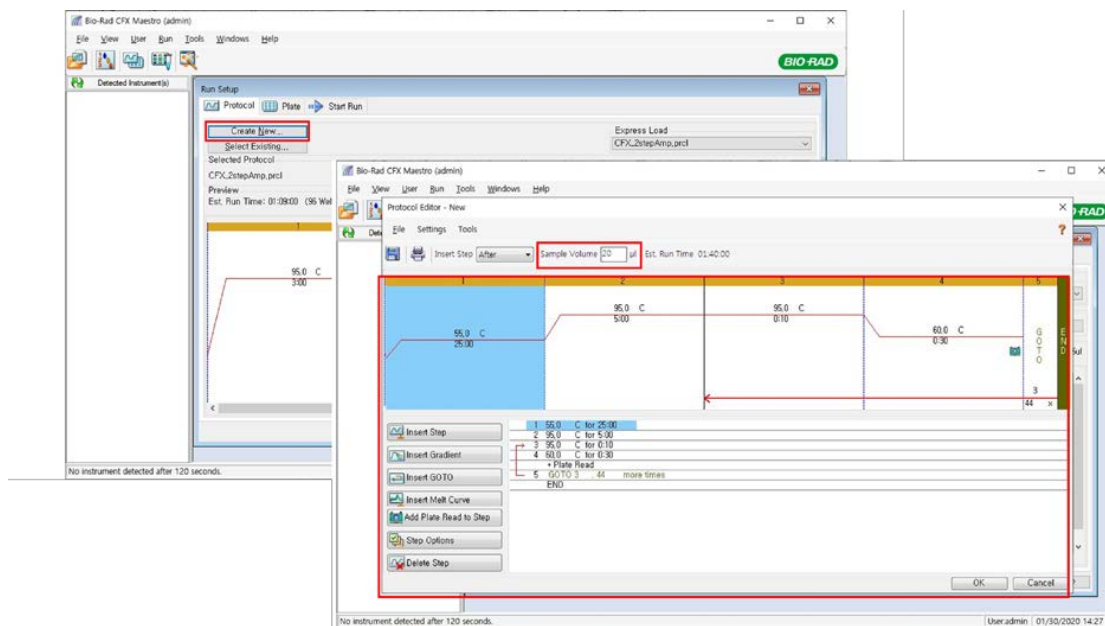 Bio-Rad CFX Maestro (admin)
File View User Run Tools Windows Help
BIO-RAD
Detected Instrument(s)
Run Setup
Protocol Plate Start Run
Create New...
Express Load
Select Existing...
CFX_2stepAmp.prcl
Selected Protocol
CFX_2stepAmp.prcl
Preview
Est. Run Time: 01:09:00 (96 Wel
1
95.0 C
3:00
No instrument detected after 120 seconds.
Bio-Rad CFX Maestro (admin)
File View User Run Tools Windows Help
Protocol Editor - New
File Settings Tools
?
Insert Step After Sample Volume 20 μl Est. Run Time 01:40:00
1 2 3 4 5
55.0 C
25:00
95.0 C
5:00
95.0 C
0:10
60.0 C
0:30
GOTO
END
3
44 x
Insert Step
Insert Gradient
Insert GOTO
Insert Melt Curve
Add Plate Read to Step
Step Options
Delete Step
1 55.0 C for 25:00
2 95.0 C for 5:00
3 95.0 C for 0:10
4 60.0 C for 0:30
+ Plate Read
5 GOTO 3 , 44 more times
END
OK Cancel
No instrument detected after 120 seconds.
User:admin 01/30/2020 14:27